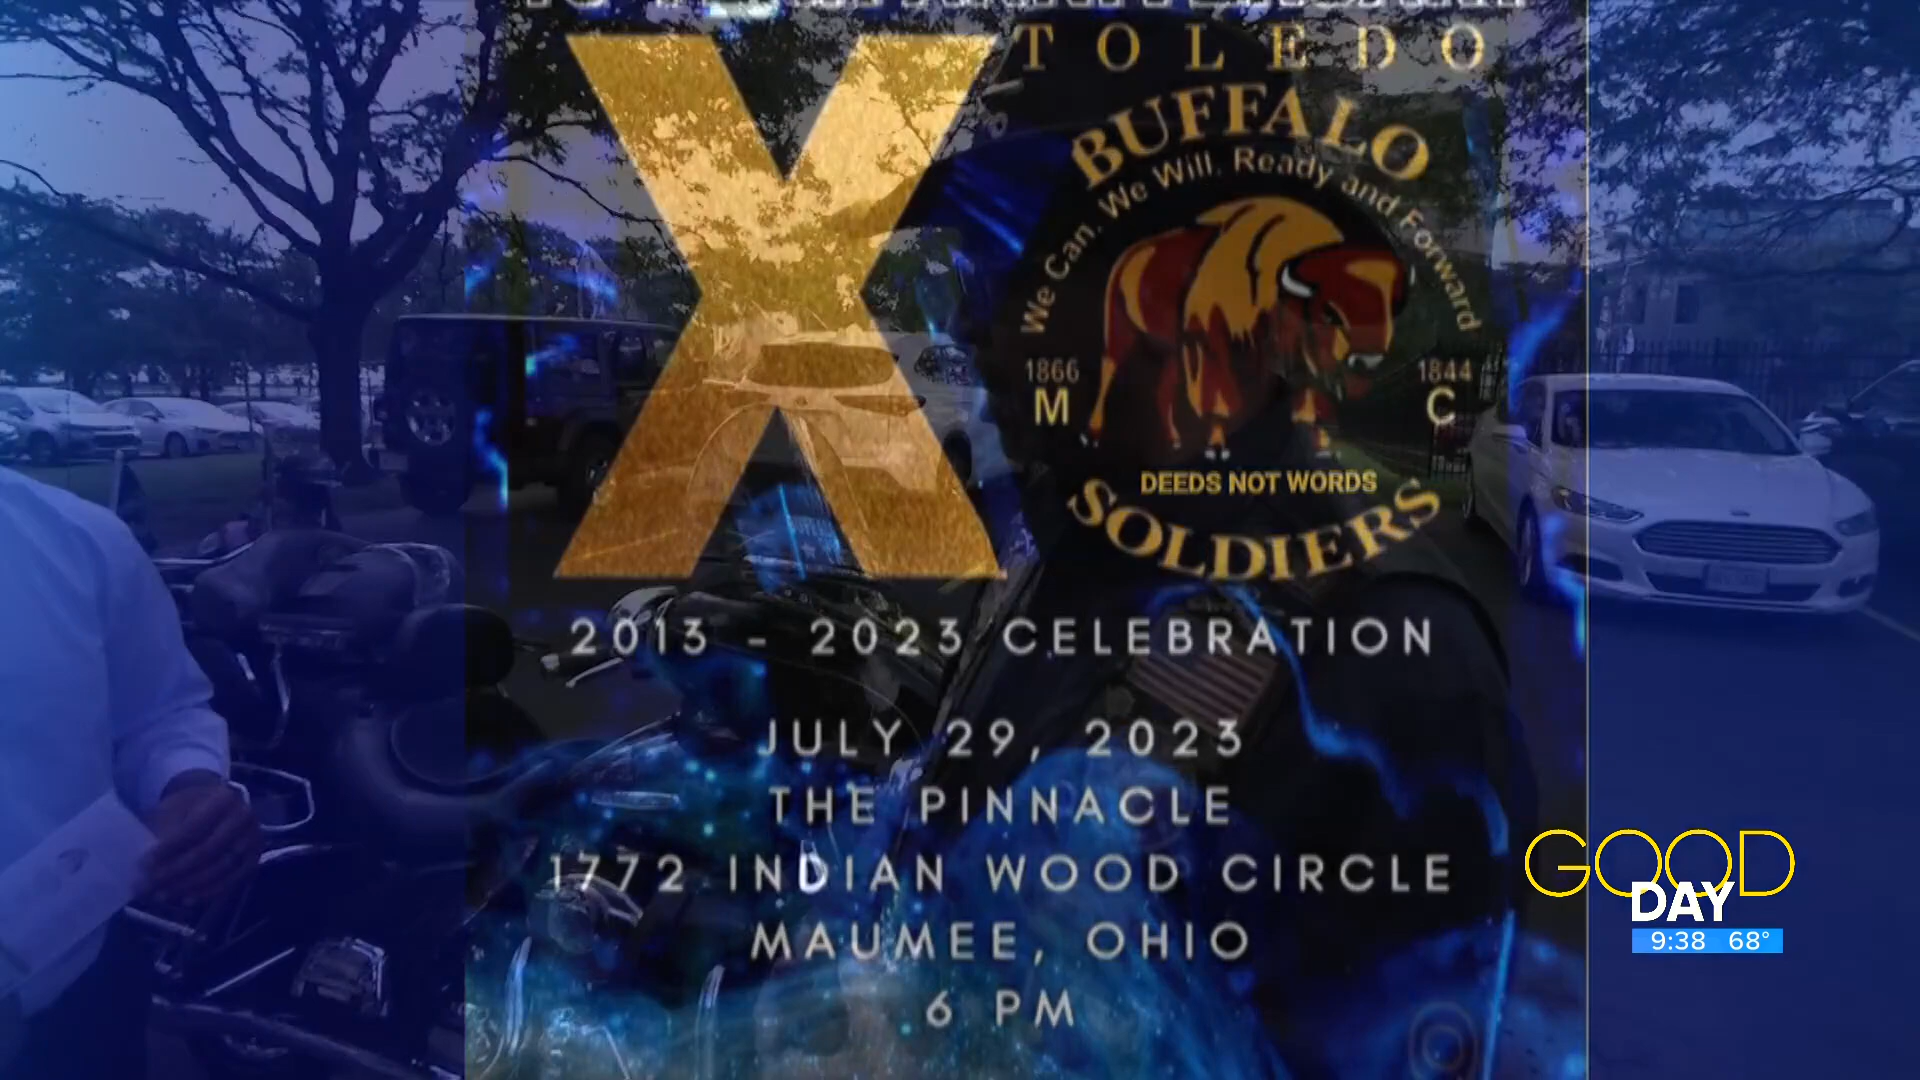 X
TOLEDO
BUFFALO
We Can, We Will, Ready and Forward
1866
1844
M
C
DEEDS NOT WORDS
SOLDIERS
2013 - 2023 CELEBRATION
JULY 29, 2023
THE PINNACLE
1772 INDIAN WOOD CIRCLE
MAUMEE, OHIO
6 PM
GOOD
DAY
9:38 68°